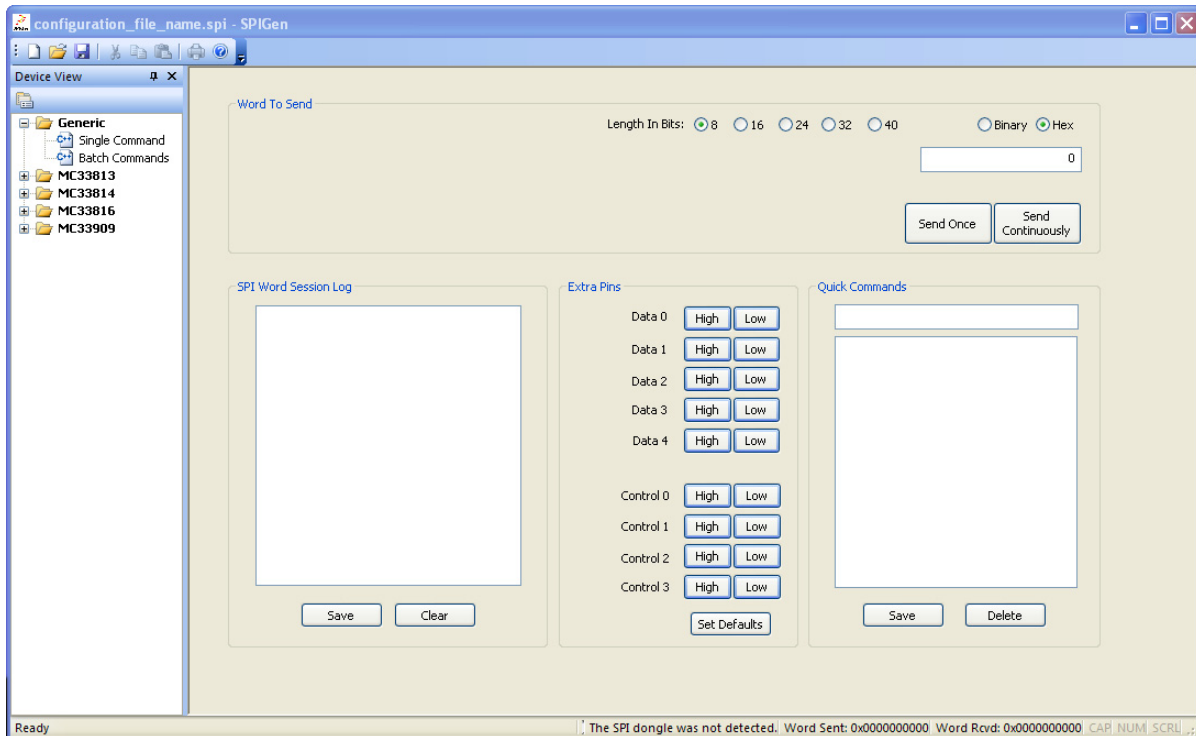 configuration_file_name.spi - SPIGen
Device View
Generic
Single Command
Batch Commands
MC33813
MC33814
MC33816
MC33909
Word To Send
Length In Bits: 8 16 24 32 40 Binary Hex
0
Send Once
Send Continuously
SPI Word Session Log
Save Clear
Extra Pins
Data 0 High Low
Data 1 High Low
Data 2 High Low
Data 3 High Low
Data 4 High Low
Control 0 High Low
Control 1 High Low
Control 2 High Low
Control 3 High Low
Set Defaults
Quick Commands
Save Delete
Ready The SPI dongle was not detected. Word Sent: 0x0000000000 Word Rcvd: 0x0000000000 CAP NUM SCRL